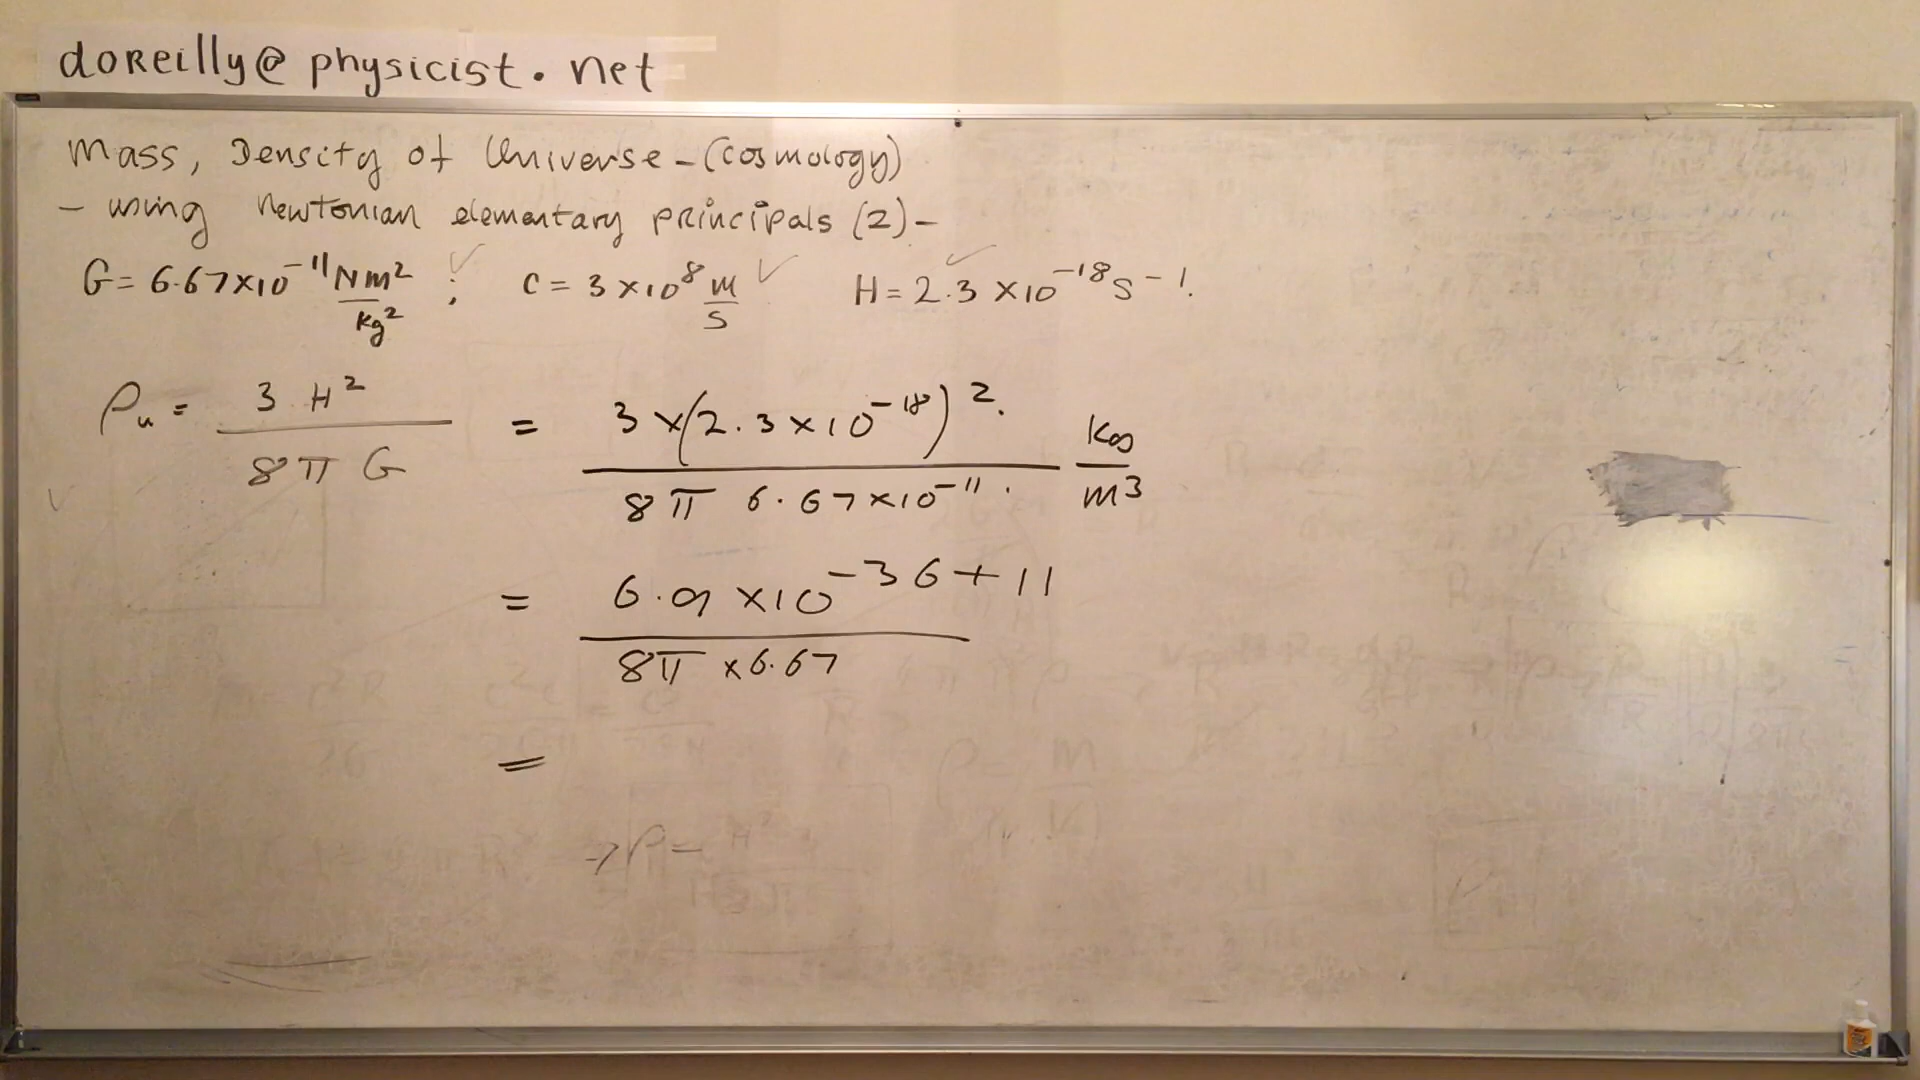 doreilly@physicist.net
Mass, Density of Universe - (cosmology)
- using Newtonian elementary principals (2) -
G = 6.67×10⁻¹¹ Nm²/kg² ; c = 3×10⁸ m/s ✓ H = 2.3×10⁻¹⁸ s⁻¹.
ρᵤ = 3 H² / 8π G = 3×(2.3×10⁻¹⁸)². / 8π 6.67×10⁻¹¹. kg/m³
= 6.9×10⁻³⁶⁺¹¹ / 8π×6.67
=